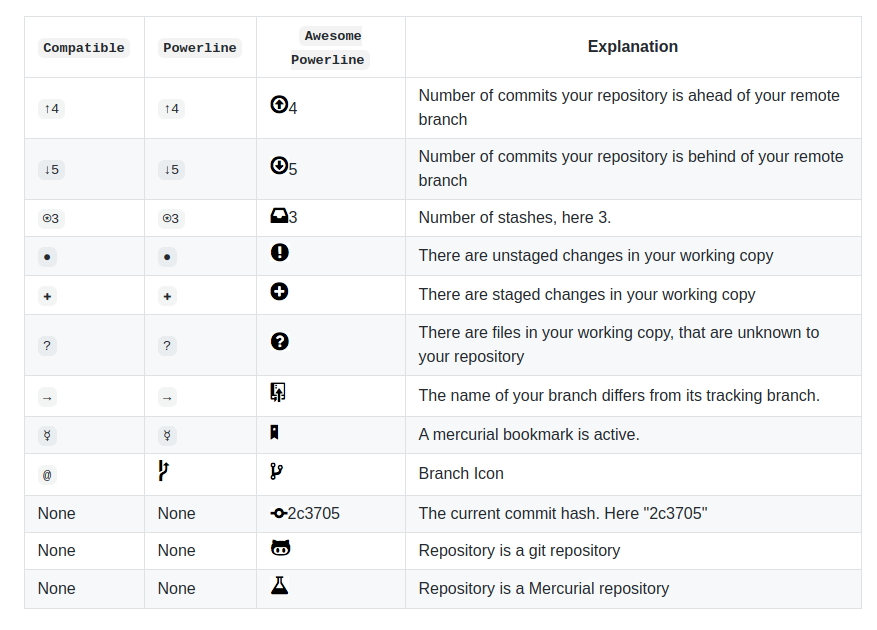 Compatible Powerline Awesome Powerline Explanation
↑4 ↑4 4 Number of commits your repository is ahead of your remote
branch
↓5 ↓5 5 Number of commits your repository is behind of your remote
branch
⍟3 ⍟3 3 Number of stashes, here 3.
● ● There are unstaged changes in your working copy
✚ ✚ There are staged changes in your working copy
? ? ? There are files in your working copy, that are unknown to
your repository
→ → The name of your branch differs from its tracking branch.
☿ ☿ A mercurial bookmark is active.
@ Branch Icon
None None 2c3705 The current commit hash. Here "2c3705"
None None Repository is a git repository
None None Repository is a Mercurial repository